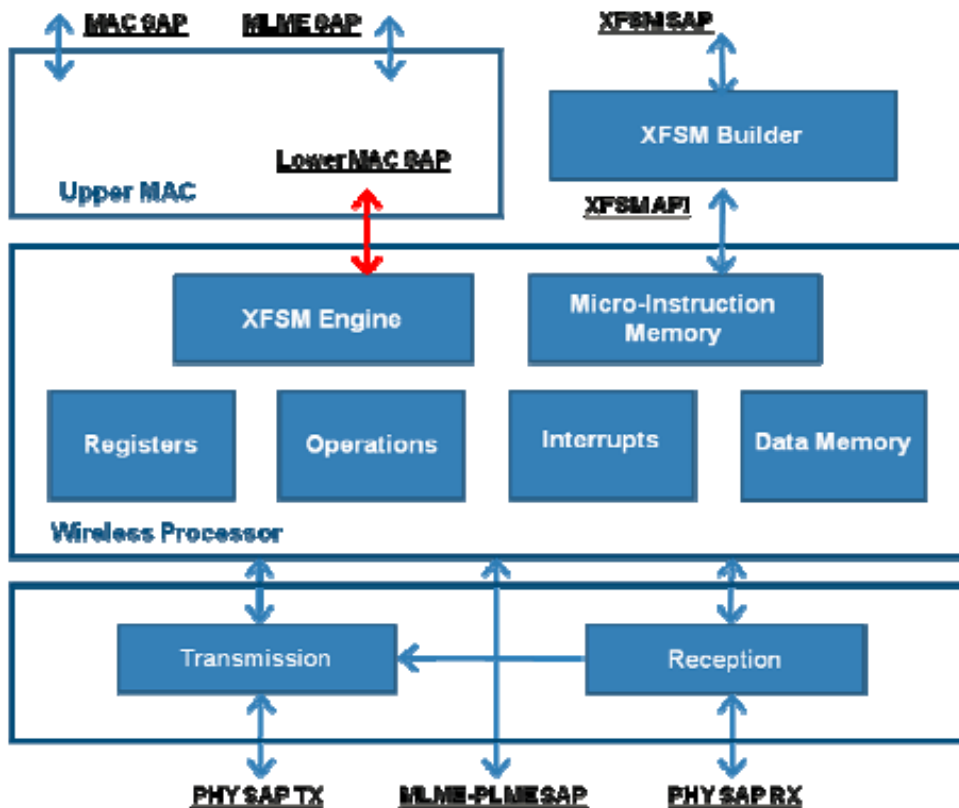 MAC SAP
MLME SAP
XFSM SAP
XFSM Builder
Lower MAC SAP
Upper MAC
XFSM API
XFSM Engine
Micro-Instruction
Memory
Registers
Operations
Interrupts
Data Memory
Wireless Processor
Transmission
Reception
PHY SAP TX
MLME-PLME SAP
PHY SAP RX